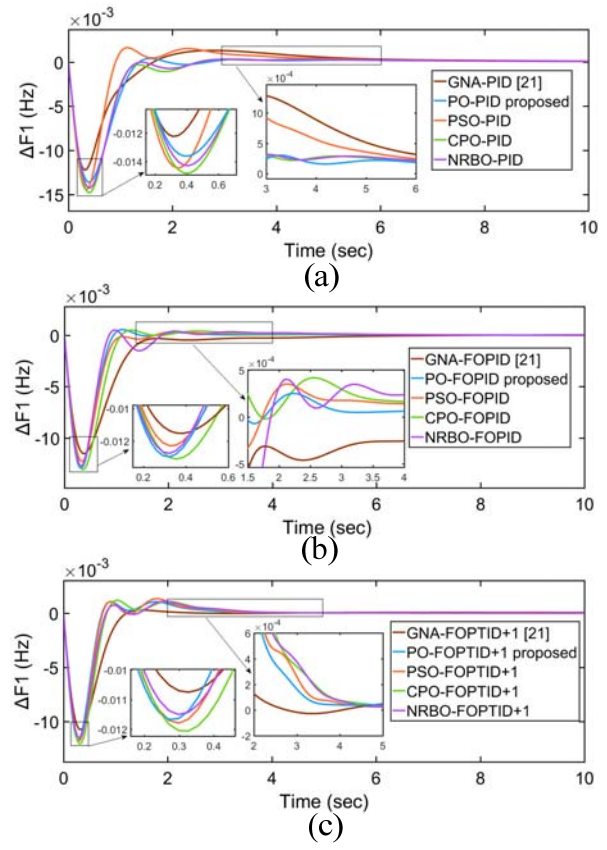 ×10⁻³
0
-5
-10
-15
ΔF1 (Hz)
0 2 4 6 8 10
Time (sec)
GNA-PID [21]
PO-PID proposed
PSO-PID
CPO-PID
NRBO-PID
-0.012
-0.014
0.2 0.4 0.6
×10⁻⁴
10
5
0
3 4 5 6
(a)
×10⁻³
0
-5
-10
ΔF1 (Hz)
0 2 4 6 8 10
Time (sec)
GNA-FOPID [21]
PO-FOPID proposed
PSO-FOPID
CPO-FOPID
NRBO-FOPID
-0.01
-0.012
0.2 0.4 0.6
×10⁻⁴
5
0
-5
1.5 2 2.5 3 3.5 4
(b)
×10⁻³
0
-5
-10
ΔF1 (Hz)
0 2 4 6 8 10
Time (sec)
GNA-FOPTID+1 [21]
PO-FOPTID+1 proposed
PSO-FOPTID+1
CPO-FOPTID+1
NRBO-FOPTID+1
-0.01
-0.011
-0.012
0.2 0.3 0.4
×10⁻⁴
6
4
2
0
-2
2 3 4 5
(c)